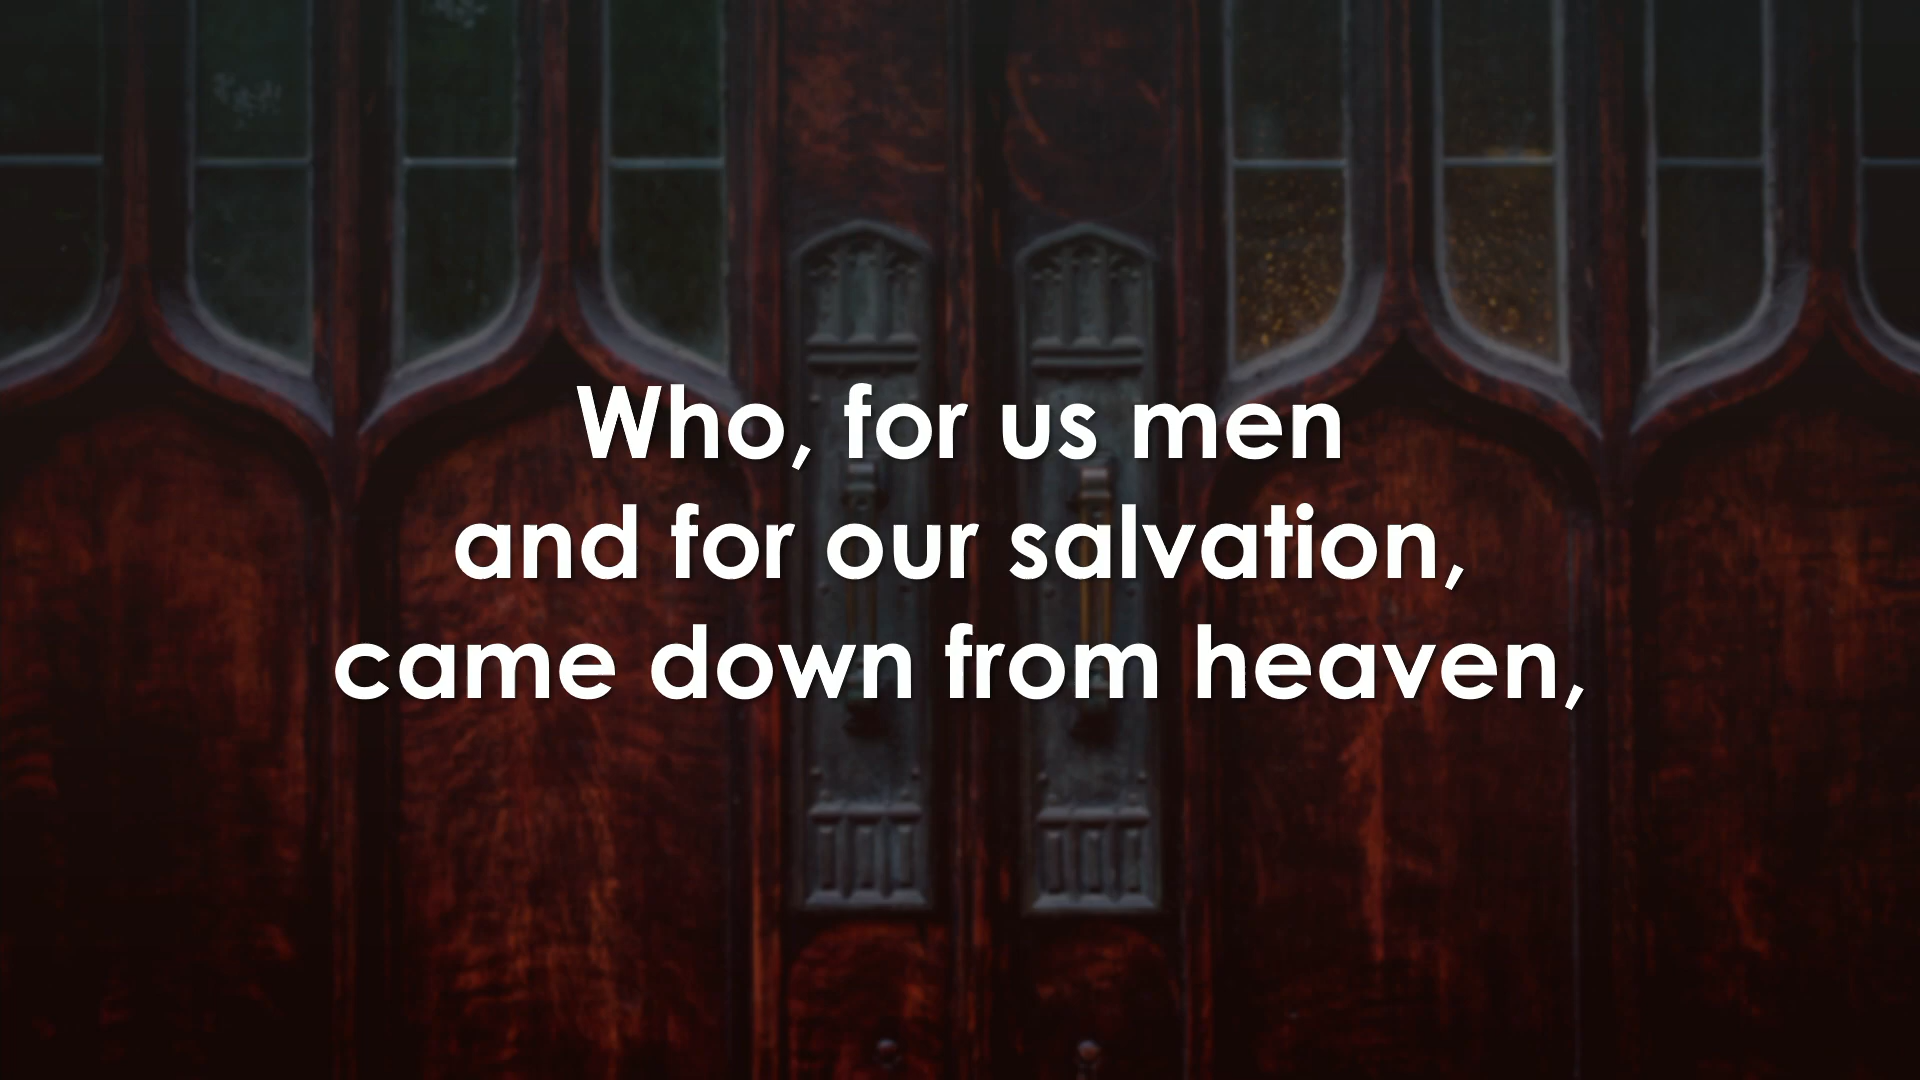 Who, for us men
and for our salvation,
came down from heaven,